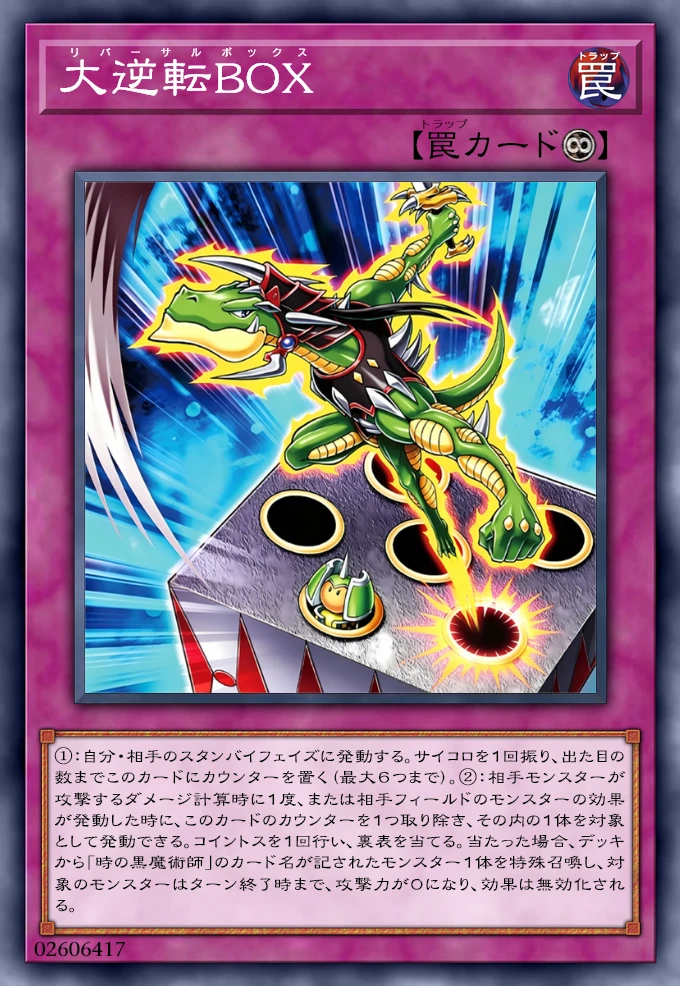 リバーサルボックス
大逆転BOX
トラップ
罠
トラップ
【罠カード】
①：自分・相手のスタンバイフェイズに発動する。サイコロを1回振り、出た目の
数までこのカードにカウンターを置く（最大6つまで）。②：相手モンスターが
攻撃するダメージ計算時に1度、または相手フィールドのモンスターの効果
が発動した時に、このカードのカウンターを1つ取り除き、その内の1体を対象
として発動できる。コイントスを1回行い、裏表を当てる。当たった場合、デッキ
から「時の黒魔術師」のカード名が記されたモンスター1体を特殊召喚し、対
象のモンスターはターン終了時まで、攻撃力が0になり、効果は無効化され
る。
02606417